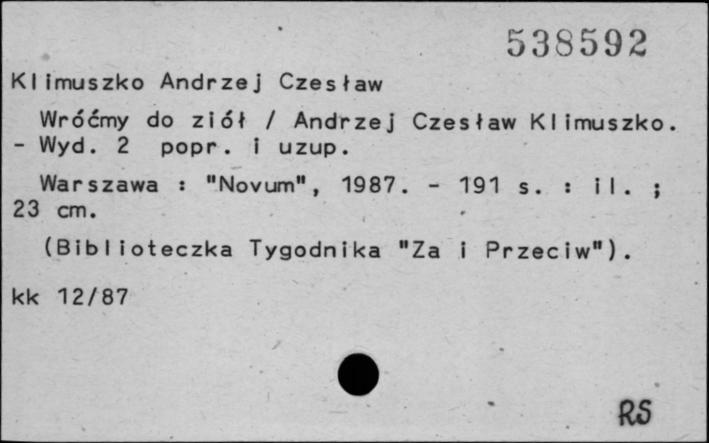 538592
Klimuszko Andrzej Czesław
Wróćmy do ziół / Andrzej Czesław Klimuszko.
- Wyd. 2 popr. i uzup.
Warszawa : "Novum", 1987. - 191 s. : il. ;
23 cm.
(Biblioteczka Tygodnika "Za i Przeciw").
kk 12/87
RS